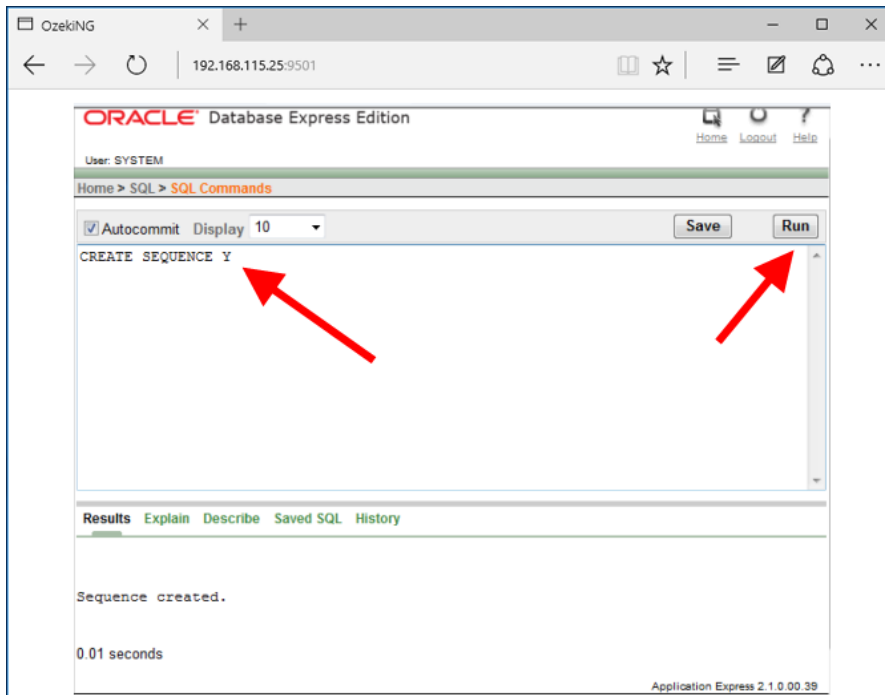 OzekiNG
192.168.115.25:9501
ORACLE Database Express Edition
Home Logout Help
User: SYSTEM
Home > SQL > SQL Commands
Autocommit Display 10 Save Run
CREATE SEQUENCE Y
Results Explain Describe Saved SQL History
Sequence created.
0.01 seconds
Application Express 2.1.0.00.39